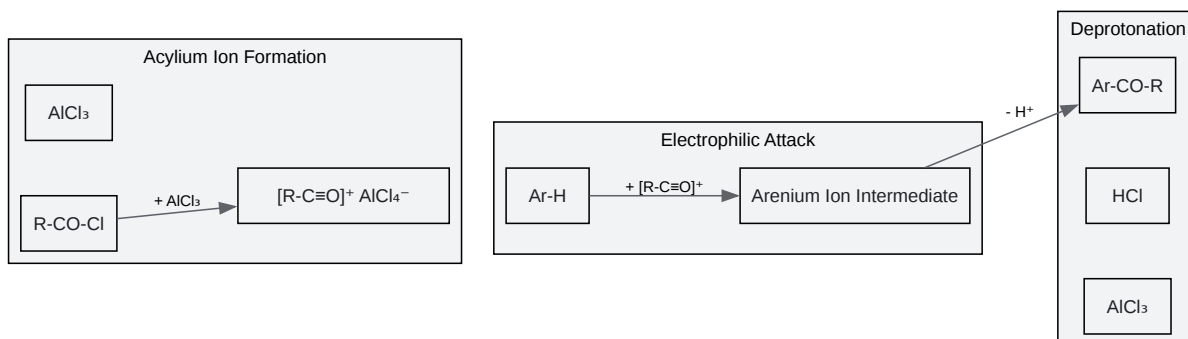 Acylium Ion Formation
AlCl₃
R-CO-Cl
+ AlCl₃
[R-C≡O]⁺ AlCl₄⁻
Electrophilic Attack
Ar-H
+ [R-C≡O]⁺
Arenium Ion Intermediate
- H⁺
Deprotonation
Ar-CO-R
HCl
AlCl₃